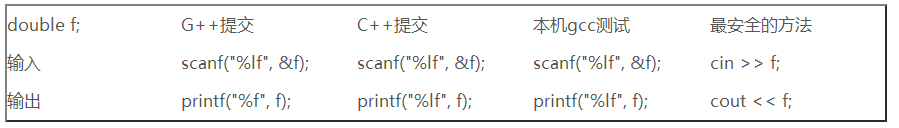 double f; G++提交 C++提交 本机gcc测试 最安全的方法
输入 scanf("%lf", &f); scanf("%lf", &f); scanf("%lf", &f); cin >> f;
输出 printf("%f", f); printf("%lf", f); printf("%lf", f); cout << f;